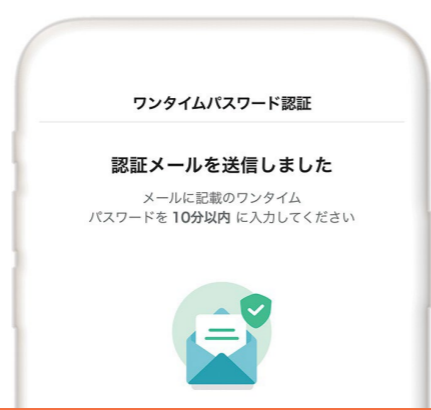 ワンタイムパスワード認証
認証メールを送信しました
メールに記載のワンタイム
パスワードを 10分以内 に入力してください